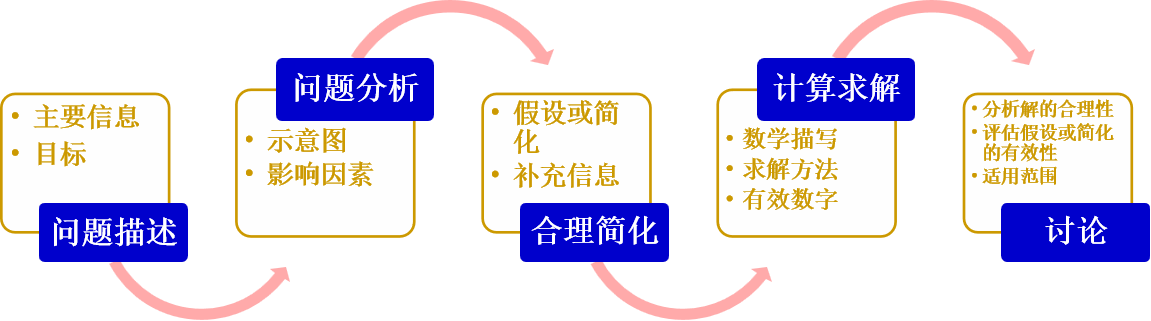 • 主要信息
• 目标
问题描述
问题分析
• 示意图
• 影响因素
• 假设或简
化
• 补充信息
合理简化
计算求解
• 数学描写
• 求解方法
• 有效数字
• 分析解的合理性
• 评估假设或简化
的有效性
• 适用范围
讨论